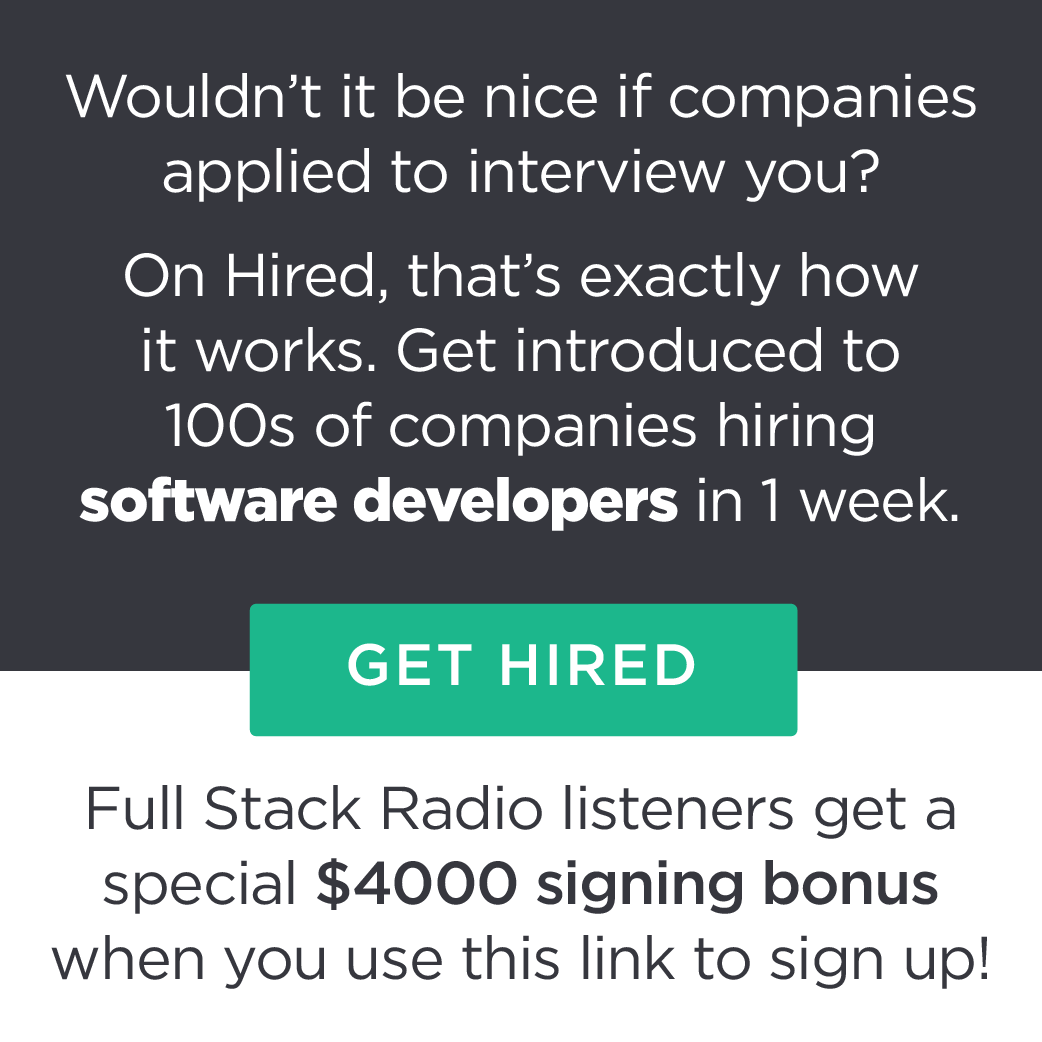 Wouldn’t it be nice if companies
applied to interview you?
On Hired, that’s exactly how
it works. Get introduced to
100s of companies hiring
software developers in 1 week.
GET HIRED
Full Stack Radio listeners get a
special $4000 signing bonus
when you use this link to sign up!